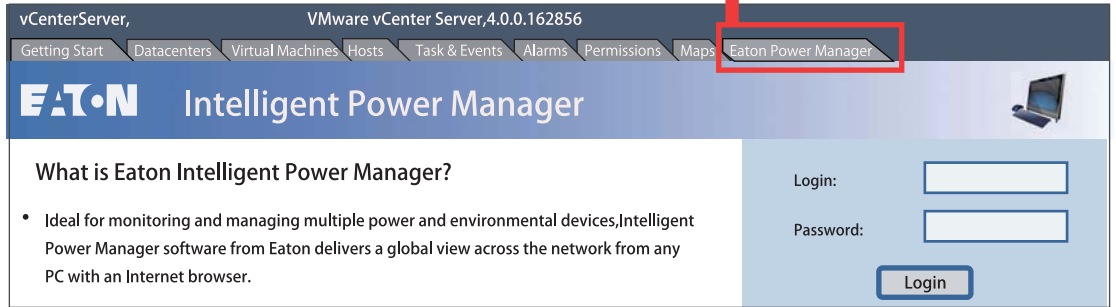 vCenterServer, VMware vCenter Server,4.0.0.162856
Getting Start Datacenters Virtual Machines Hosts Task & Events Alarms Permissions Maps Eaton Power Manager
EATON Intelligent Power Manager
What is Eaton Intelligent Power Manager?
• Ideal for monitoring and managing multiple power and environmental devices,Intelligent
Power Manager software from Eaton delivers a global view across the network from any
PC with an Internet browser.
Login:
Password:
Login